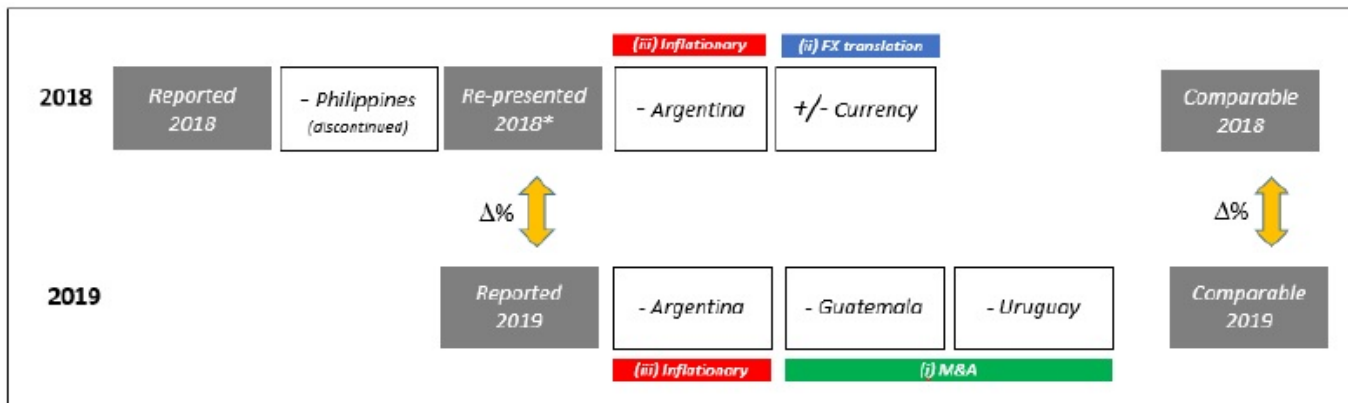 (iii) Inflationary
(ii) FX translation
2018
Reported
2018
- Philippines
(discontinued)
Re-presented
2018*
- Argentina
+/- Currency
Comparable
2018
Δ%
Δ%
2019
Reported
2019
- Argentina
- Guatemala
- Uruguay
Comparable
2019
(iii) Inflationary
(i) M&A